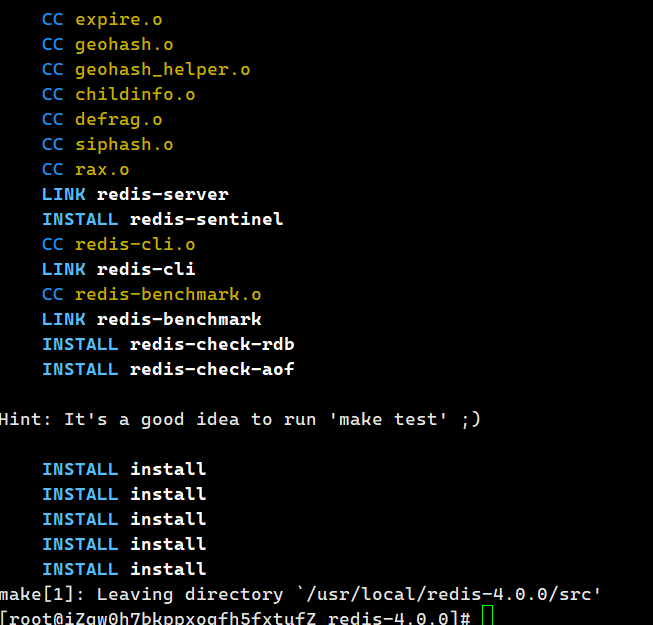 CC expire.o
CC geohash.o
CC geohash_helper.o
CC childinfo.o
CC defrag.o
CC siphash.o
CC rax.o
LINK redis-server
INSTALL redis-sentinel
CC redis-cli.o
LINK redis-cli
CC redis-benchmark.o
LINK redis-benchmark
INSTALL redis-check-rdb
INSTALL redis-check-aof
Hint: It's a good idea to run 'make test' ;)
INSTALL install
INSTALL install
INSTALL install
INSTALL install
INSTALL install
make[1]: Leaving directory `/usr/local/redis-4.0.0/src'
redis-4.0.0]#